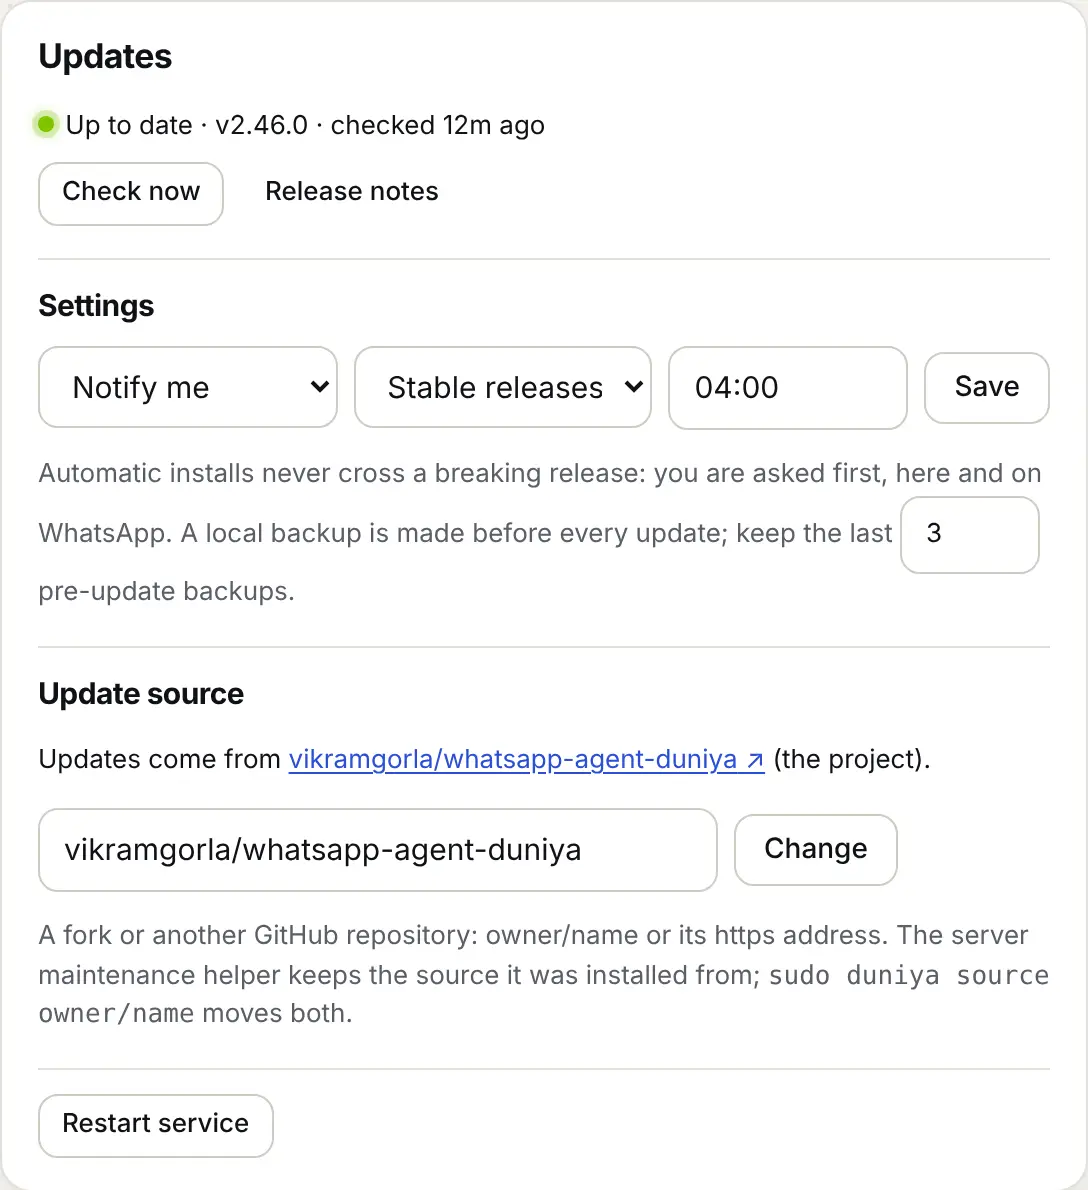 Updates
Up to date · v2.46.0 · checked 12m ago
Check now Release notes
Settings
Notify me Stable releases 04:00 Save
Automatic installs never cross a breaking release: you are asked first, here and on
WhatsApp. A local backup is made before every update; keep the last 3
pre-update backups.
Update source
Updates come from vikramgorla/whatsapp-agent-duniya ↗ (the project).
vikramgorla/whatsapp-agent-duniya Change
A fork or another GitHub repository: owner/name or its https address. The server
maintenance helper keeps the source it was installed from; sudo duniya source
owner/name moves both.
Restart service